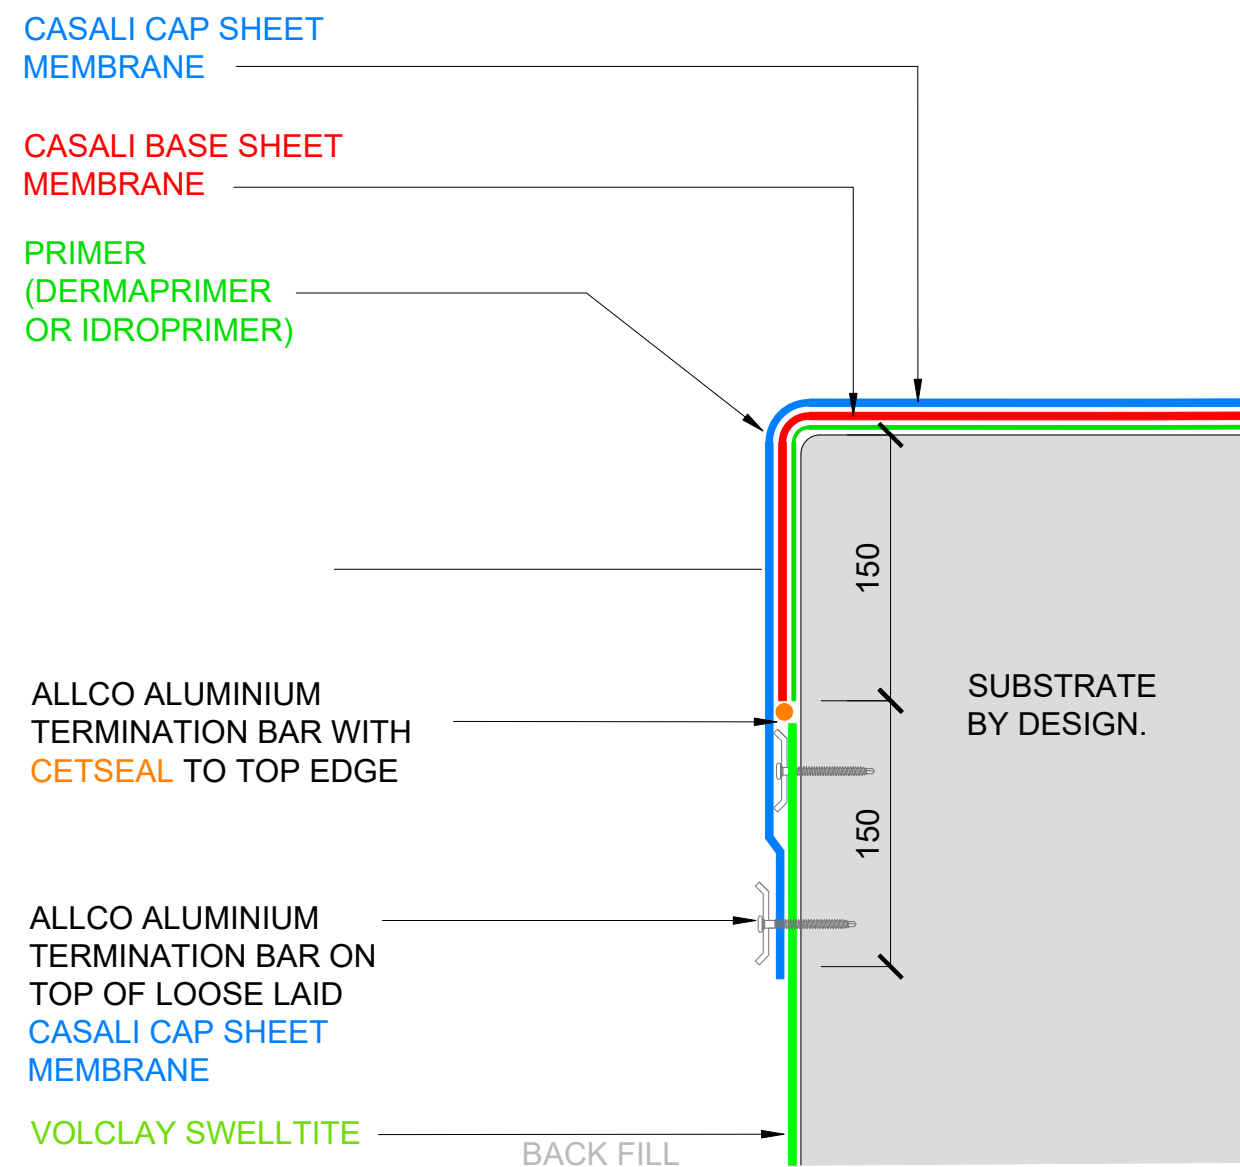 CASALI CAP SHEET
MEMBRANE
CASALI BASE SHEET
MEMBRANE
PRIMER
(DERMAPRIMER
OR IDROPRIMER)
150
SUBSTRATE
BY DESIGN.
ALLCO ALUMINIUM
TERMINATION BAR WITH
CETSEAL TO TOP EDGE
150
ALLCO ALUMINIUM
TERMINATION BAR ON
TOP OF LOOSE LAID
CASALI CAP SHEET
MEMBRANE
VOLCLAY SWELLTITE
BACK FILL